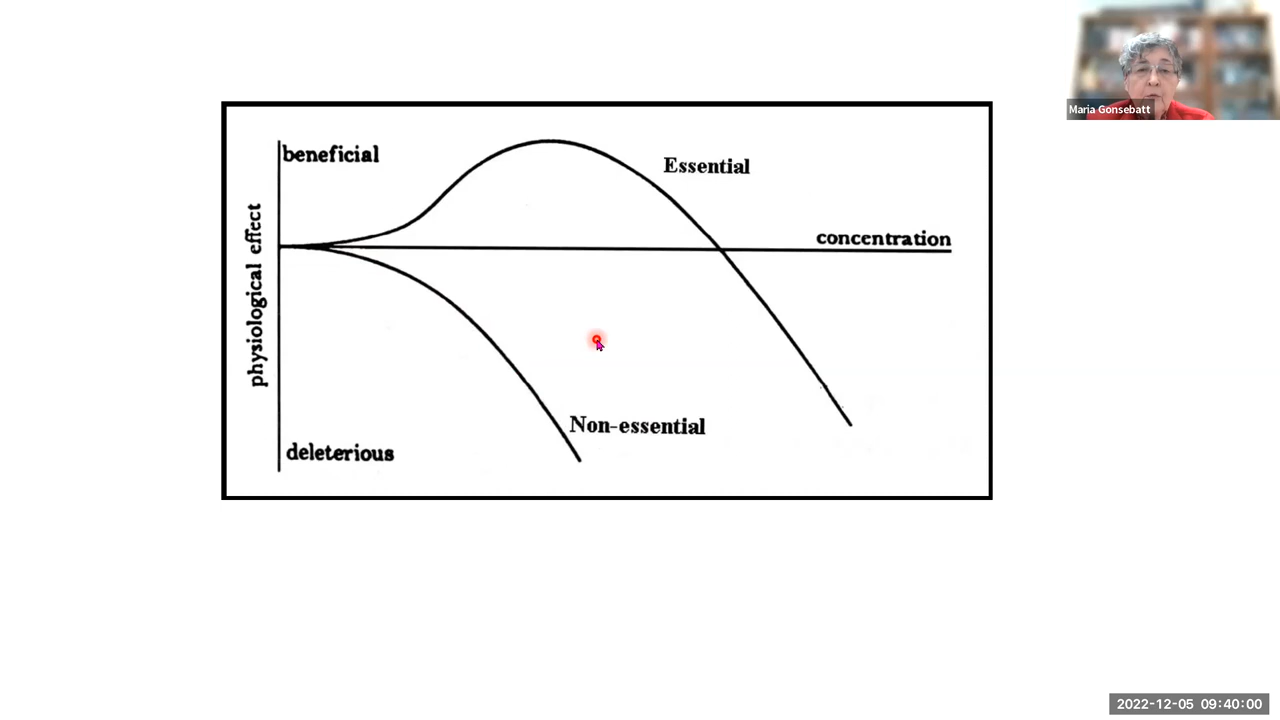 Maria Gonsebatt
beneficial
Essential
concentration
physiological effect
Non-essential
deleterious
2022-12-05 09:40:00